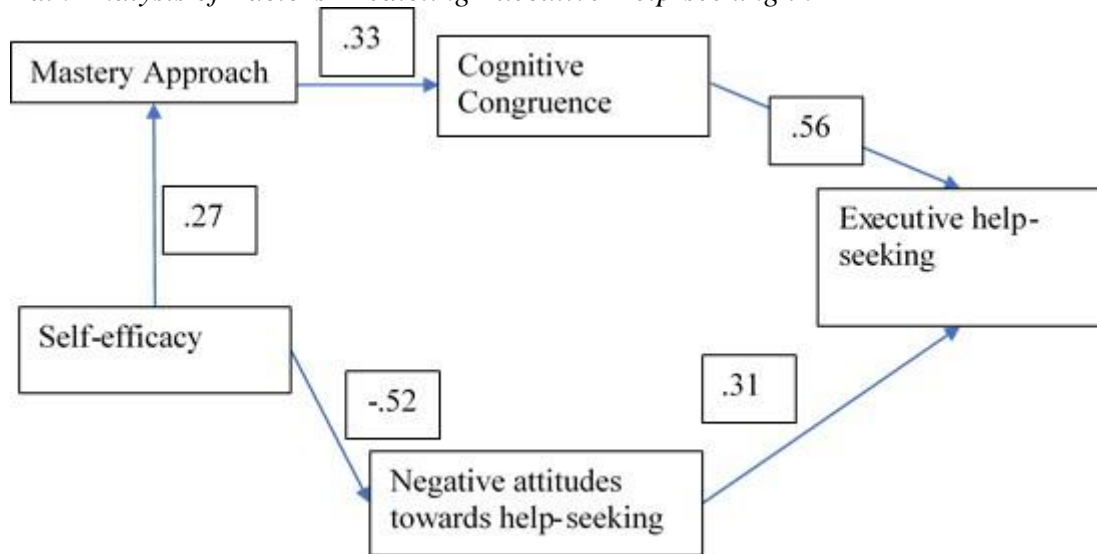 .33
Mastery Approach
Cognitive
Congruence
.56
.27
Executive help-
seeking
Self-efficacy
-.52
.31
Negative attitudes
towards help-seeking